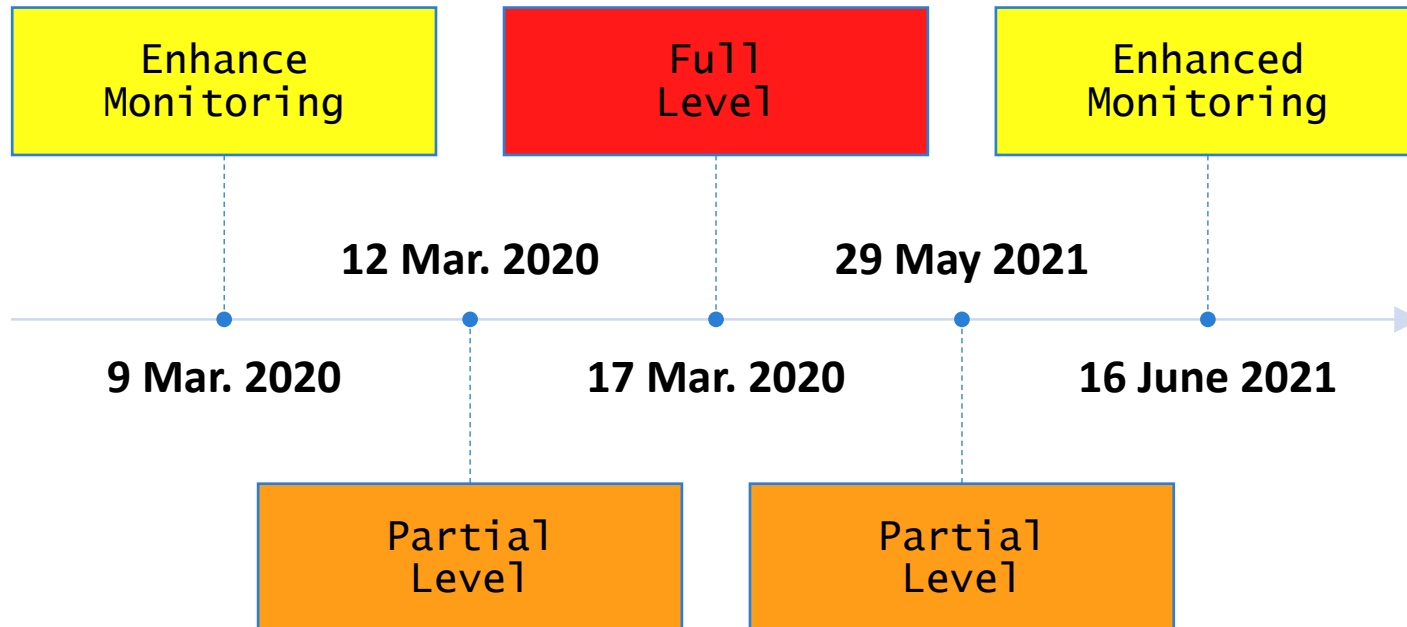 Enhance
Monitoring
Full
Level
Enhanced
Monitoring
12 Mar. 2020
29 May 2021
9 Mar. 2020
17 Mar. 2020
16 June 2021
Partial
Level
Partial
Level